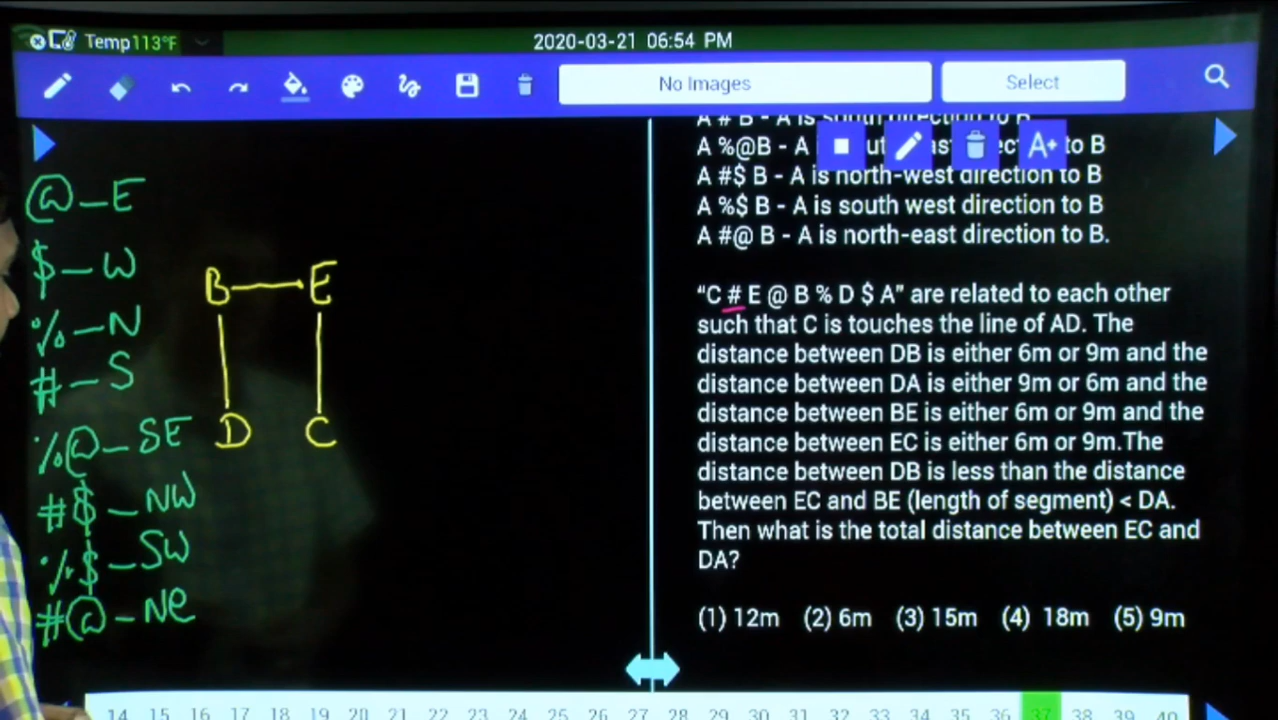 Temp 113°F
2020-03-21 06:54 PM
No Images
Select
A # B - A is south direction to B
A %@B - A to B
A #$ B - A is north-west direction to B
A %$ B - A is south west direction to B
A #@ B - A is north-east direction to B.
“C # E @ B % D $ A” are related to each other
such that C is touches the line of AD. The
distance between DB is either 6m or 9m and the
distance between DA is either 9m or 6m and the
distance between BE is either 6m or 9m and the
distance between EC is either 6m or 9m.The
distance between DB is less than the distance
between EC and BE (length of segment) < DA.
Then what is the total distance between EC and
DA?
(1) 12m (2) 6m (3) 15m (4) 18m (5) 9m
A+
@ - E
$ - W
% - N
# - S
%@ - SE
#$ - NW
%$ - SW
#@ - Ne
B E
D C
14 15 16 17 18 19 20 21 22 23 24 25 26 27 28 29 30 31 32 33 34 35 36 37 38 39 40